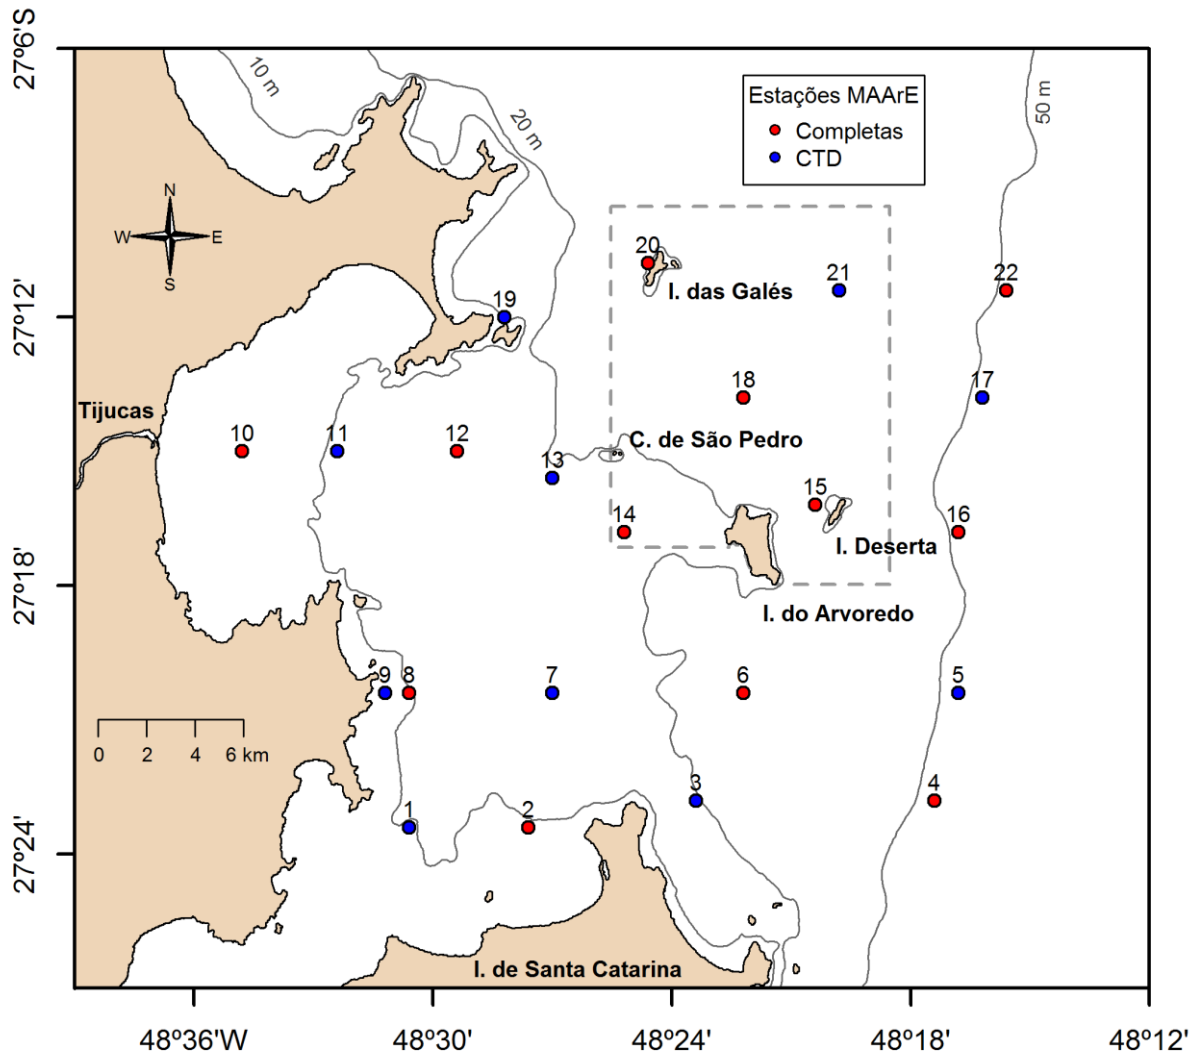 27º6'S
10 m
20 m
50 m
Estações MAArE
Completas
CTD
N
W
E
S
20
I. das Galés
21
22
27º12'
19
18
17
Tijucas
10
11
12
C. de São Pedro
13
14
15
16
I. Deserta
27º18'
I. do Arvoredo
9
8
7
6
5
0
2
4
6 km
3
4
1
2
27º24'
I. de Santa Catarina
48º36'W
48º30'
48º24'
48º18'
48º12'